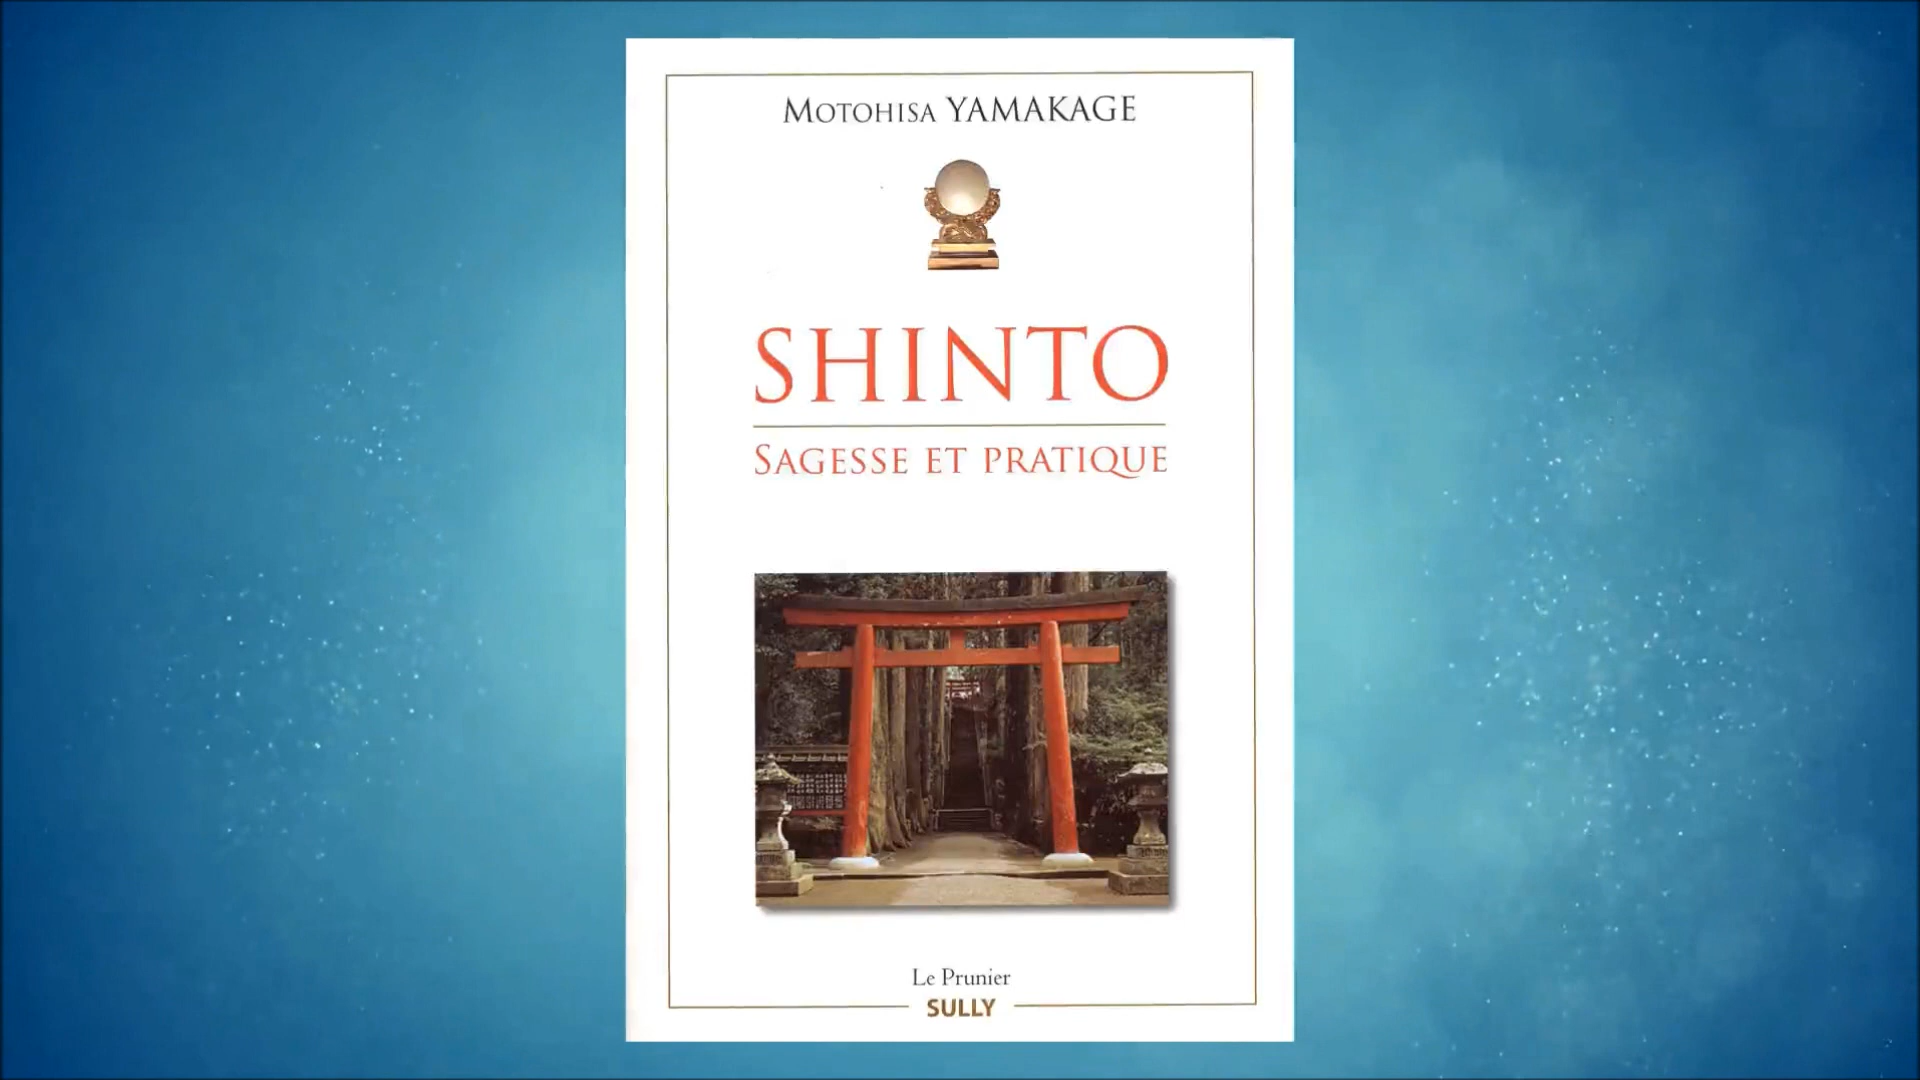 Motohisa YAMAKAGE
SHINTO
Sagesse et pratique
Le Prunier
SULLY